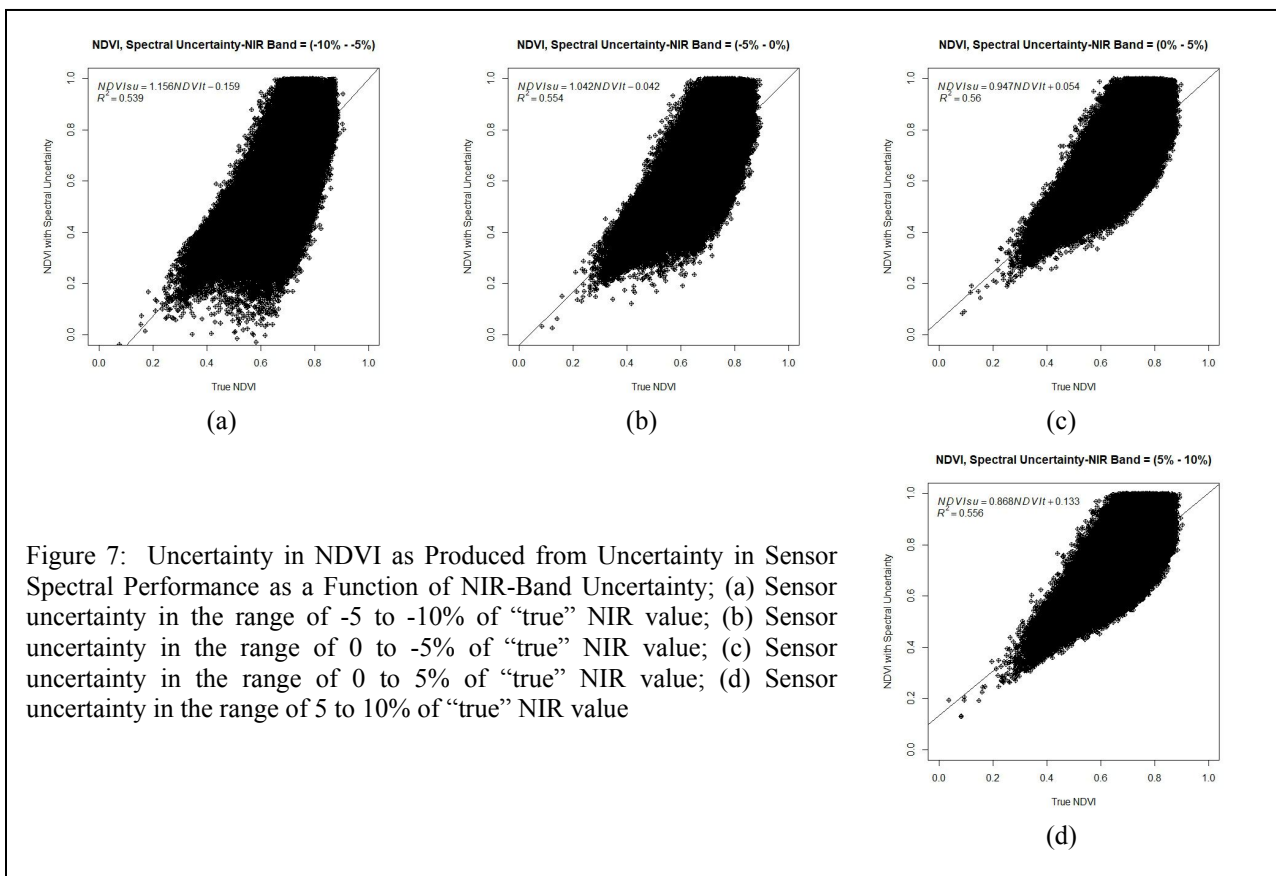 NDVI, Spectral Uncertainty-NIR Band = (-10% - -5%)
NDVIsu = 1.156NDVIt − 0.159
R² = 0.539
NDVI with Spectral Uncertainty
0.0 0.2 0.4 0.6 0.8 1.0
0.0 0.2 0.4 0.6 0.8 1.0
True NDVI
(a)
NDVI, Spectral Uncertainty-NIR Band = (-5% - 0%)
NDVIsu = 1.042NDVIt − 0.042
R² = 0.554
NDVI with Spectral Uncertainty
0.0 0.2 0.4 0.6 0.8 1.0
0.0 0.2 0.4 0.6 0.8 1.0
True NDVI
(b)
NDVI, Spectral Uncertainty-NIR Band = (0% - 5%)
NDVIsu = 0.947NDVIt + 0.054
R² = 0.56
NDVI with Spectral Uncertainty
0.0 0.2 0.4 0.6 0.8 1.0
0.0 0.2 0.4 0.6 0.8 1.0
True NDVI
(c)
NDVI, Spectral Uncertainty-NIR Band = (5% - 10%)
NDVIsu = 0.868NDVIt + 0.133
R² = 0.556
NDVI with Spectral Uncertainty
0.0 0.2 0.4 0.6 0.8 1.0
0.0 0.2 0.4 0.6 0.8 1.0
True NDVI
(d)
Figure 7: Uncertainty in NDVI as Produced from Uncertainty in Sensor
Spectral Performance as a Function of NIR-Band Uncertainty; (a) Sensor
uncertainty in the range of -5 to -10% of “true” NIR value; (b) Sensor
uncertainty in the range of 0 to -5% of “true” NIR value; (c) Sensor
uncertainty in the range of 0 to 5% of “true” NIR value; (d) Sensor
uncertainty in the range of 5 to 10% of “true” NIR value